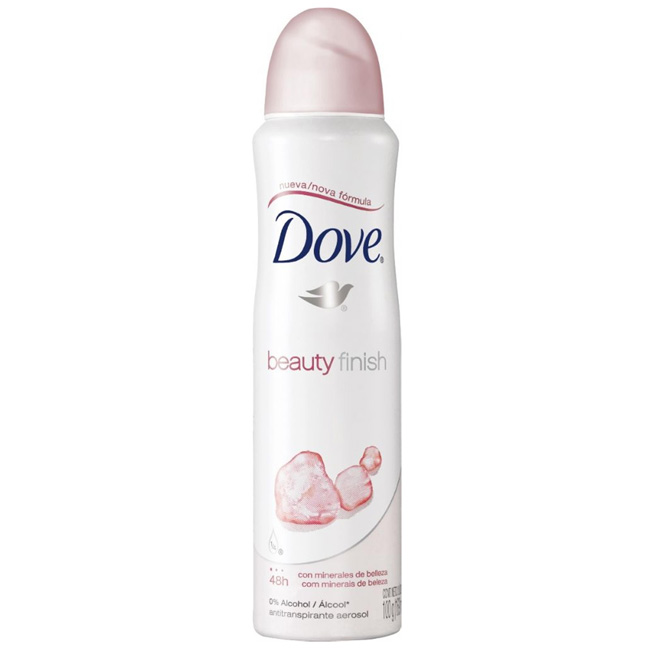 nueva/nova fórmula
Dove®
beauty finish
48h
con minerales de belleza
com minerais de beleza
0% Alcohol / Álcool*
antitranspirante aerosol
100 g